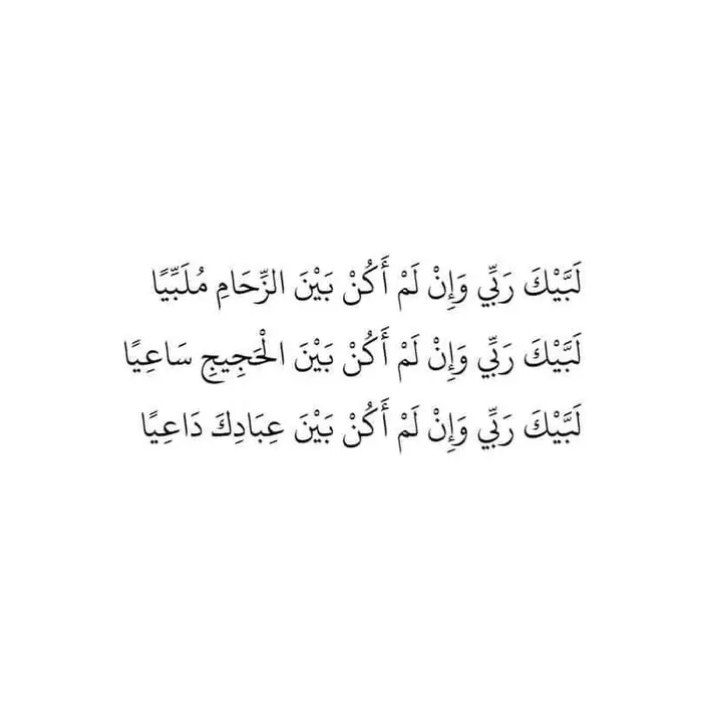 لَبَّيْكَ رَبِّي وَإِنْ لَمْ أَكُنْ بَيْنَ الزِّحَامِ مُلَبِّيًا
لَبَّيْكَ رَبِّي وَإِنْ لَمْ أَكُنْ بَيْنَ الْحَجِيجِ سَاعِيًا
لَبَّيْكَ رَبِّي وَإِنْ لَمْ أَكُنْ بَيْنَ عِبَادِكَ دَاعِيًا